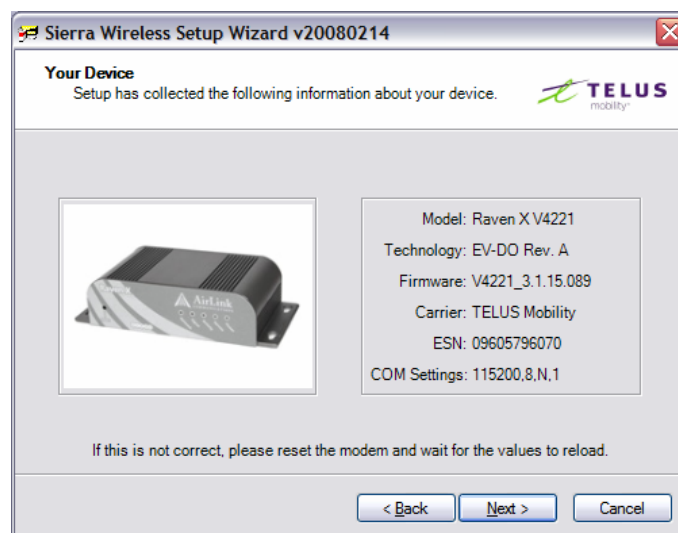 Sierra Wireless Setup Wizard v20080214
Your Device
Setup has collected the following information about your device.
TELUS
mobility
AirLink
Model: Raven X V4221
Technology: EV-DO Rev. A
Firmware: V4221_3.1.15.089
Carrier: TELUS Mobility
ESN: 09605796070
COM Settings: 115200,8,N,1
If this is not correct, please reset the modem and wait for the values to reload.
< Back
Next >
Cancel